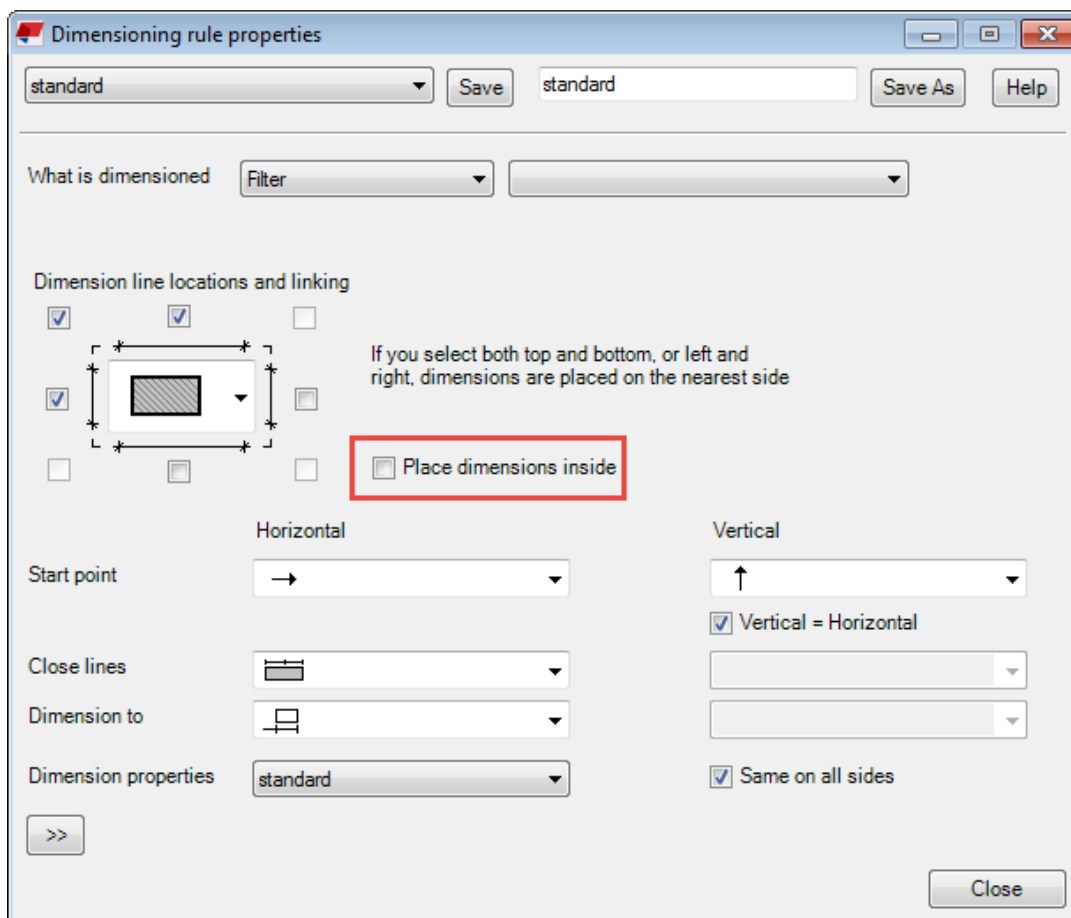 Dimensioning rule properties
standard Save standard Save As Help
What is dimensioned Filter
Dimension line locations and linking
If you select both top and bottom, or left and
right, dimensions are placed on the nearest side
Place dimensions inside
Horizontal Vertical
Start point
Vertical = Horizontal
Close lines
Dimension to
Dimension properties standard Same on all sides
>>
Close